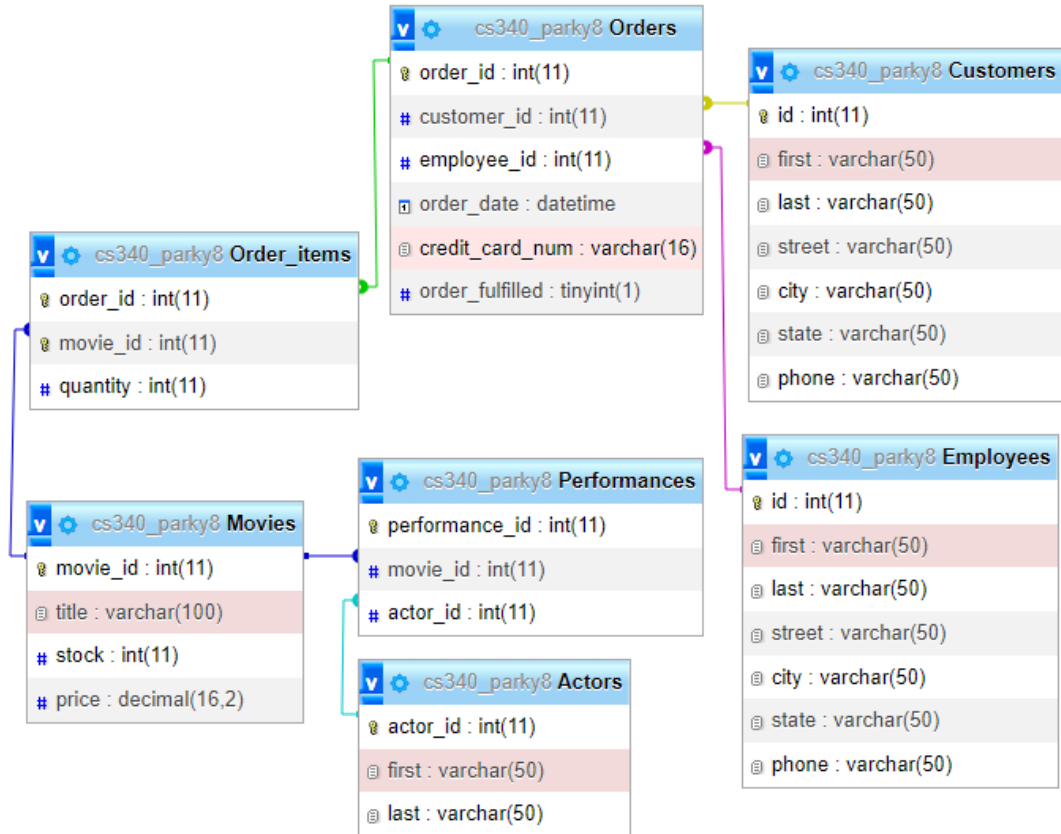 cs340_parky8 Orders
order_id : int(11)
customer_id : int(11)
employee_id : int(11)
order_date : datetime
credit_card_num : varchar(16)
order_fulfilled : tinyint(1)
cs340_parky8 Customers
id : int(11)
first : varchar(50)
last : varchar(50)
street : varchar(50)
city : varchar(50)
state : varchar(50)
phone : varchar(50)
cs340_parky8 Order_items
order_id : int(11)
movie_id : int(11)
quantity : int(11)
cs340_parky8 Movies
movie_id : int(11)
title : varchar(100)
stock : int(11)
price : decimal(16,2)
cs340_parky8 Performances
performance_id : int(11)
movie_id : int(11)
actor_id : int(11)
cs340_parky8 Actors
actor_id : int(11)
first : varchar(50)
last : varchar(50)
cs340_parky8 Employees
id : int(11)
first : varchar(50)
last : varchar(50)
street : varchar(50)
city : varchar(50)
state : varchar(50)
phone : varchar(50)